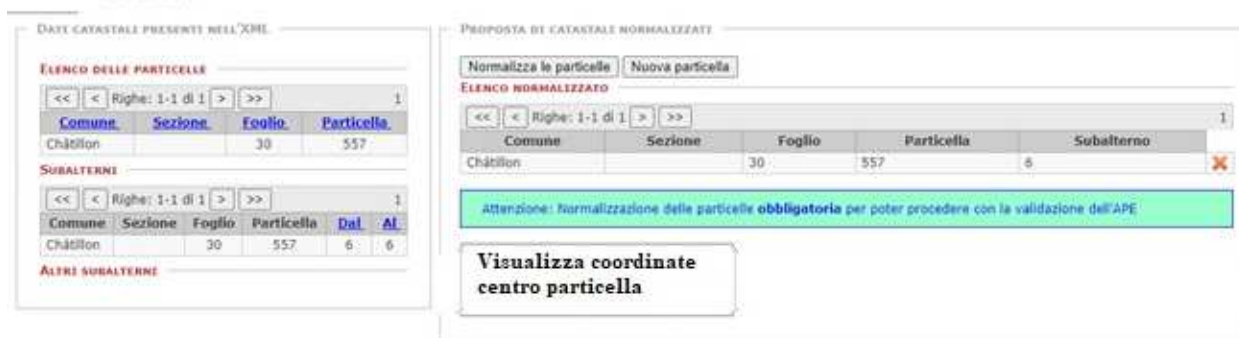 DATI CATASTALI PRESENTI NELL'XML
ELENCO DELLE PARTICELLE
<< < Righe: 1-1 di 1 > >> 1
Comune Sezione Foglio Particella
Châtillon 30 557
SUBALTERNI
<< < Righe: 1-1 di 1 > >> 1
Comune Sezione Foglio Particella Dal Al
Châtillon 30 557 6 6
ALTRI SUBALTERNI
PROPOSTA DI CATASTALI NORMALIZZATI
Normalizza le particelle Nuova particella
ELENCO NORMALIZZATO
<< < Righe: 1-1 di 1 > >> 1
Comune Sezione Foglio Particella Subalterno
Châtillon 30 557 6
Attenzione: Normalizzazione delle particelle obbligatoria per poter procedere con la validazione dell'APE
Visualizza coordinate
centro particella